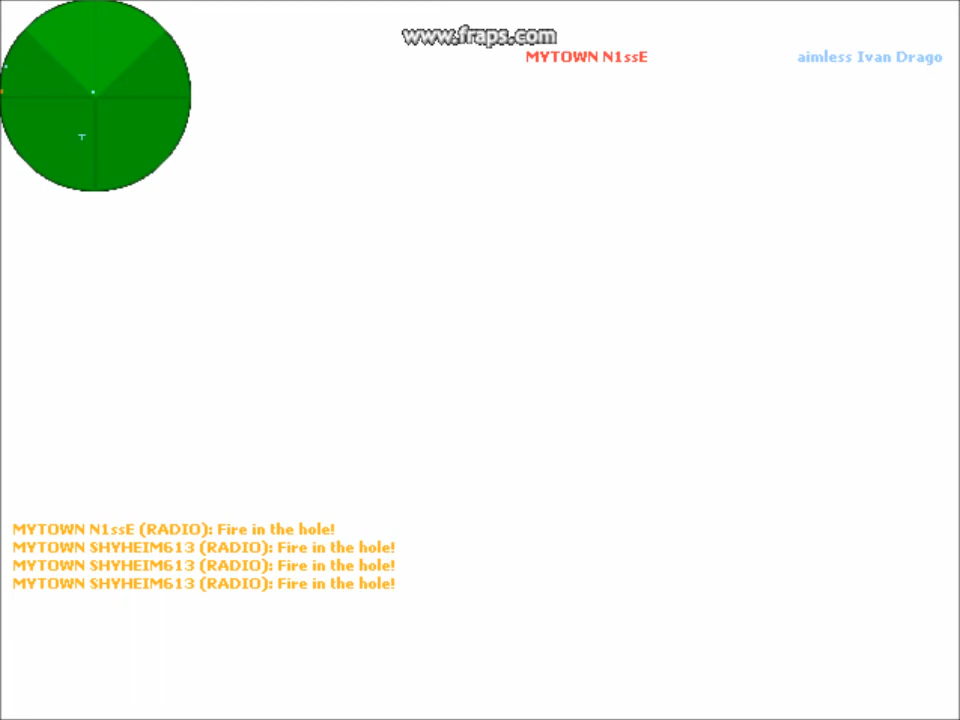 www.fraps.com
MYTOWN N1ssE aimless Ivan Drago
T
MYTOWN N1ssE (RADIO): Fire in the hole!
MYTOWN SHYHEIM613 (RADIO): Fire in the hole!
MYTOWN SHYHEIM613 (RADIO): Fire in the hole!
MYTOWN SHYHEIM613 (RADIO): Fire in the hole!